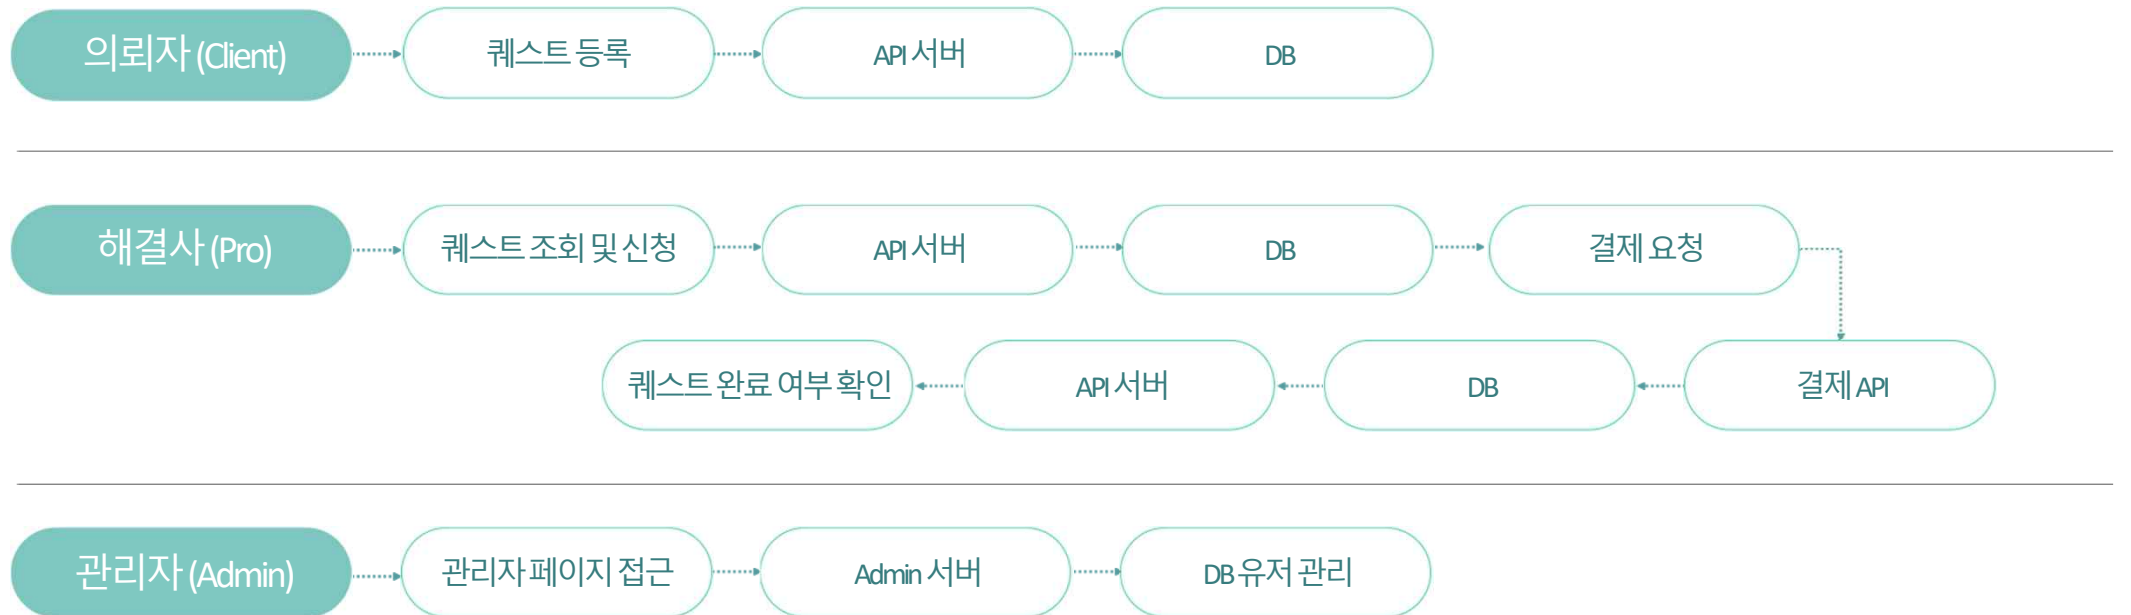 의뢰자 (Client)
퀘스트 등록
API 서버
DB
해결사 (Pro)
퀘스트 조회 및 신청
API 서버
DB
결제 요청
결제 API
DB
API 서버
퀘스트 완료 여부 확인
관리자 (Admin)
관리자 페이지 접근
Admin 서버
DB 유저 관리